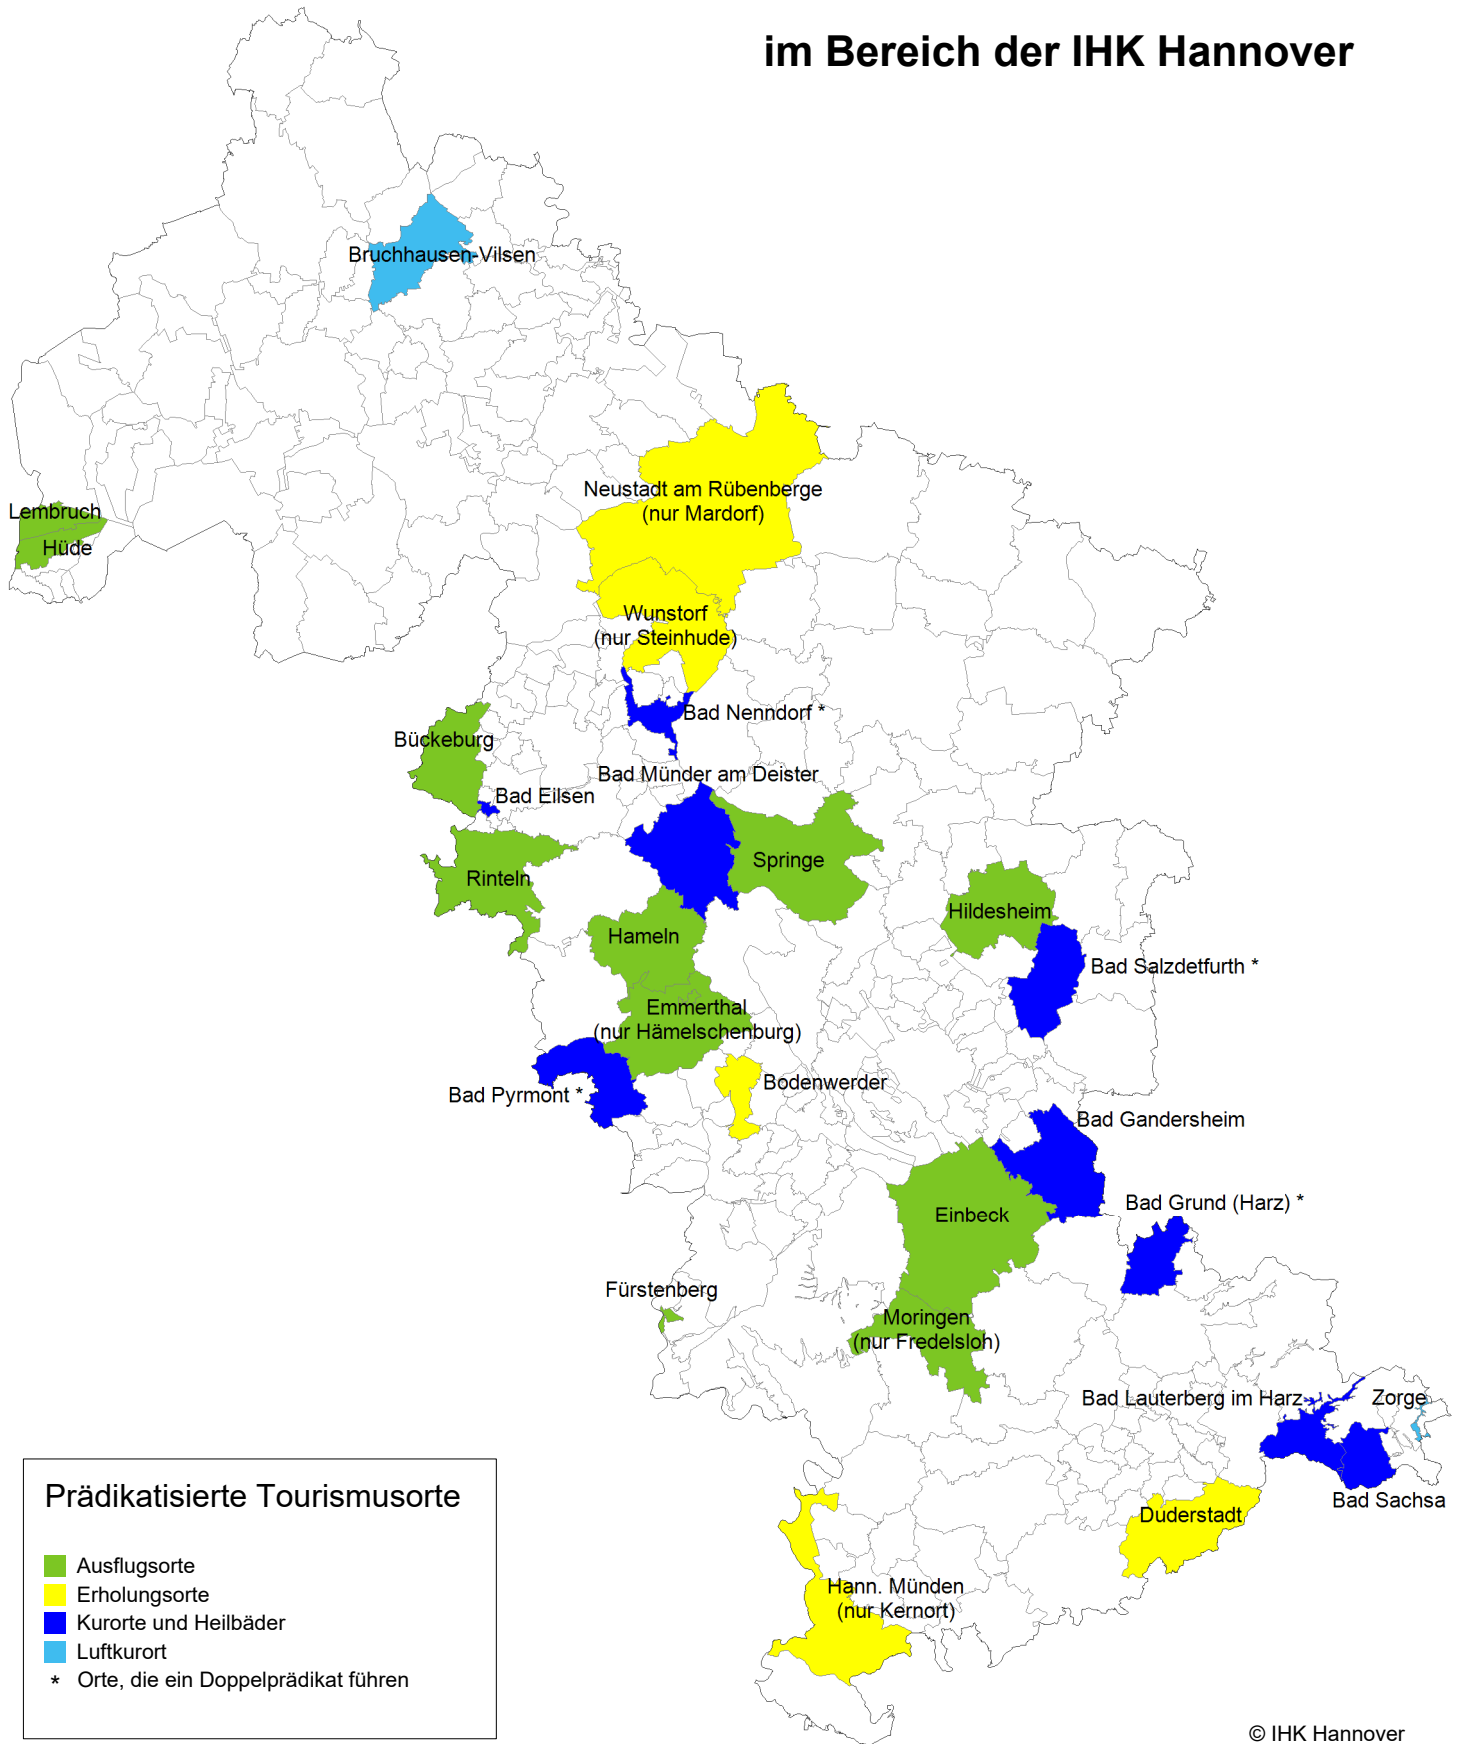 im Bereich der IHK Hannover
Bruchhausen-Vilsen
Neustadt am Rübenberge
(nur Mardorf)
Lembruch
Hüde
Wunstorf
(nur Steinhude)
Bad Nenndorf *
Bückeburg
Bad Münder am Deister
Bad Eilsen
Springe
Rinteln
Hildesheim
Hameln
Bad Salzdetfurth *
Emmerthal
(nur Hämelschenburg)
Bad Pyrmont *
Bodenwerder
Bad Gandersheim
Bad Grund (Harz) *
Einbeck
Fürstenberg
Moringen
(nur Fredelsloh)
Bad Lauterberg im Harz
Zorge
Bad Sachsa
Duderstadt
Hann. Münden
(nur Kernort)
Prädikatisierte Tourismusorte
Ausflugsorte
Erholungsorte
Kurorte und Heilbäder
Luftkurort
* Orte, die ein Doppelprädikat führen
© IHK Hannover